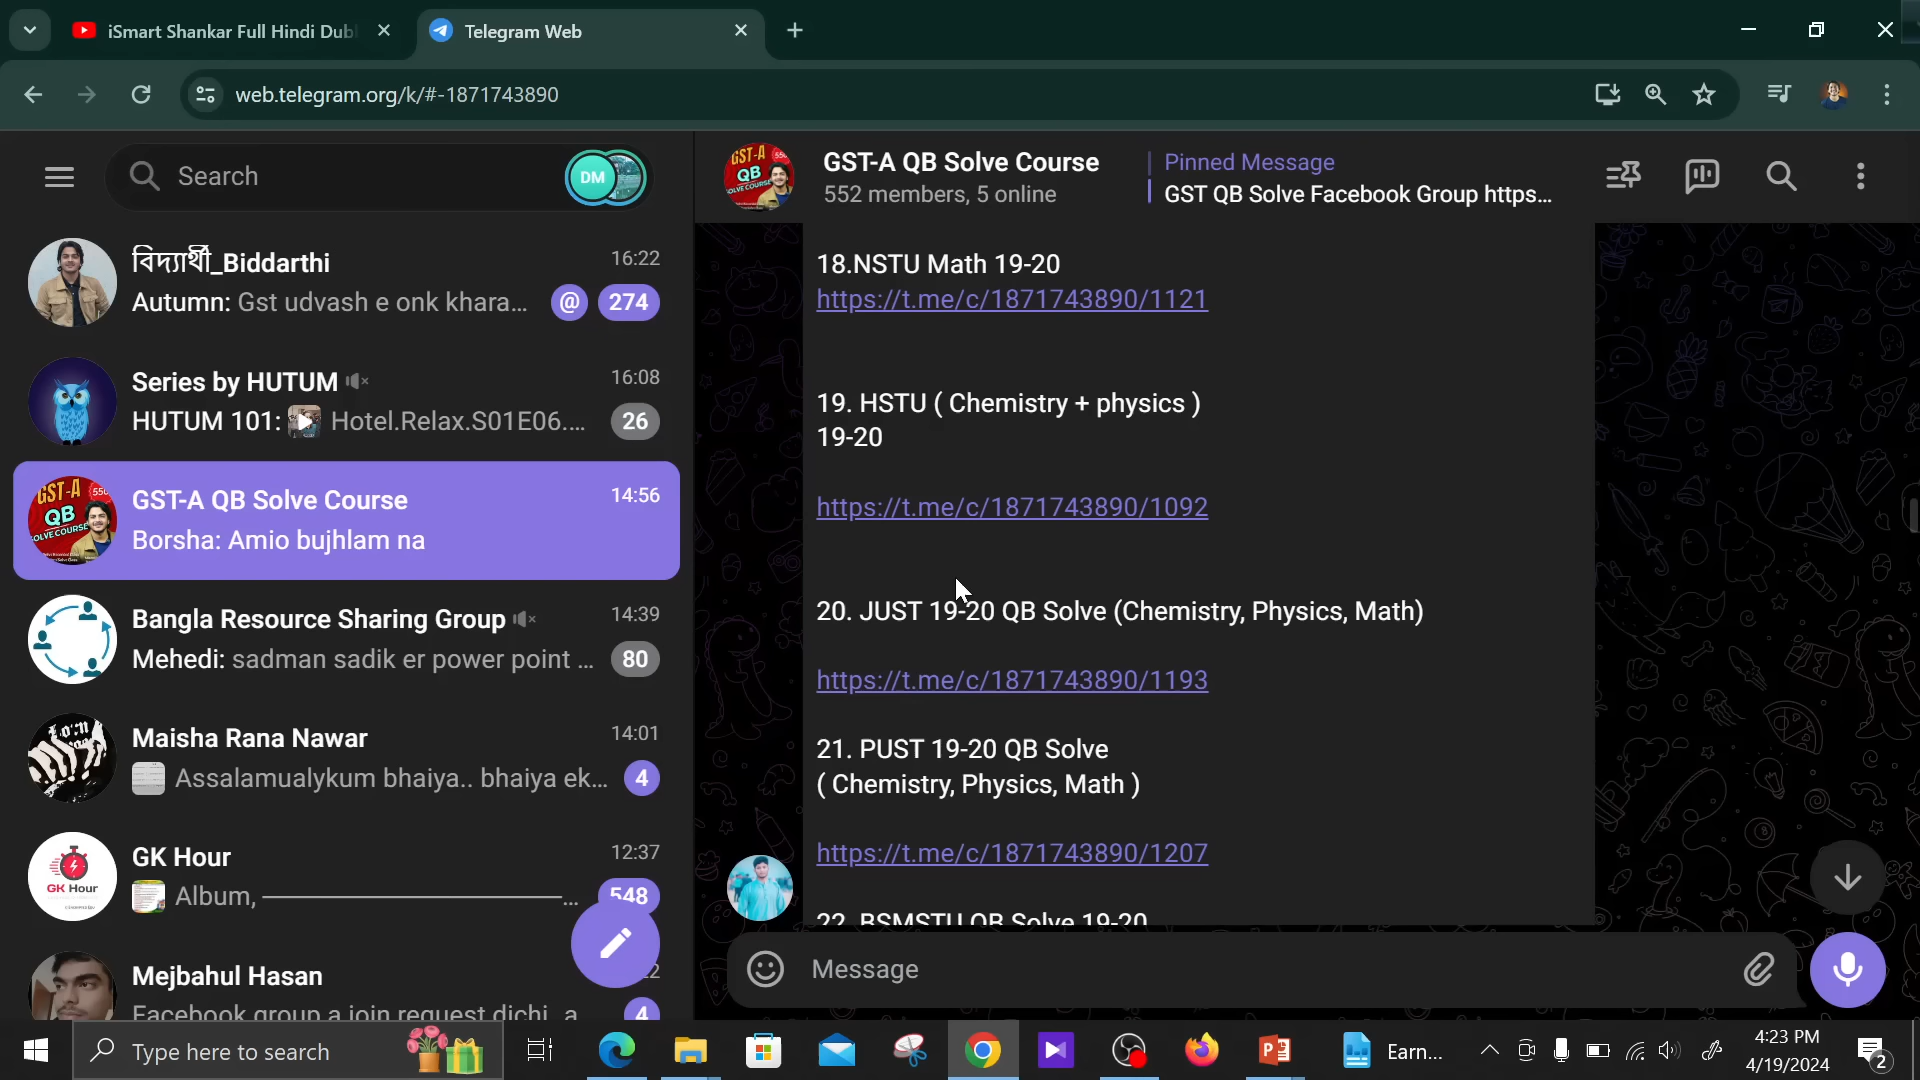 iSmart Shankar Full Hindi Dub
Telegram Web
web.telegram.org/k/#-1871743890
Search
DM
GST-A QB Solve Course
552 members, 5 online
Pinned Message
GST QB Solve Facebook Group https...
বিদ্যার্থী_Biddarthi
16:22
Autumn: Gst udvash e onk khara...
@
274
Series by HUTUM
16:08
HUTUM 101: Hotel.Relax.S01E06....
26
GST-A QB Solve Course
14:56
Borsha: Amio bujhlam na
Bangla Resource Sharing Group
14:39
Mehedi: sadman sadik er power point ...
80
Maisha Rana Nawar
14:01
Assalamualykum bhaiya.. bhaiya ek...
4
GK Hour
12:37
Album, ———————————...
548
Mejbahul Hasan
Facebook group a join request dichi, a
4
18.NSTU Math 19-20
https://t.me/c/1871743890/1121
19. HSTU ( Chemistry + physics )
19-20
https://t.me/c/1871743890/1092
20. JUST 19-20 QB Solve (Chemistry, Physics, Math)
https://t.me/c/1871743890/1193
21. PUST 19-20 QB Solve
( Chemistry, Physics, Math )
https://t.me/c/1871743890/1207
22. BSMSTU QB Solve 19-20
Message
Type here to search
Earn...
4:23 PM
4/19/2024
2